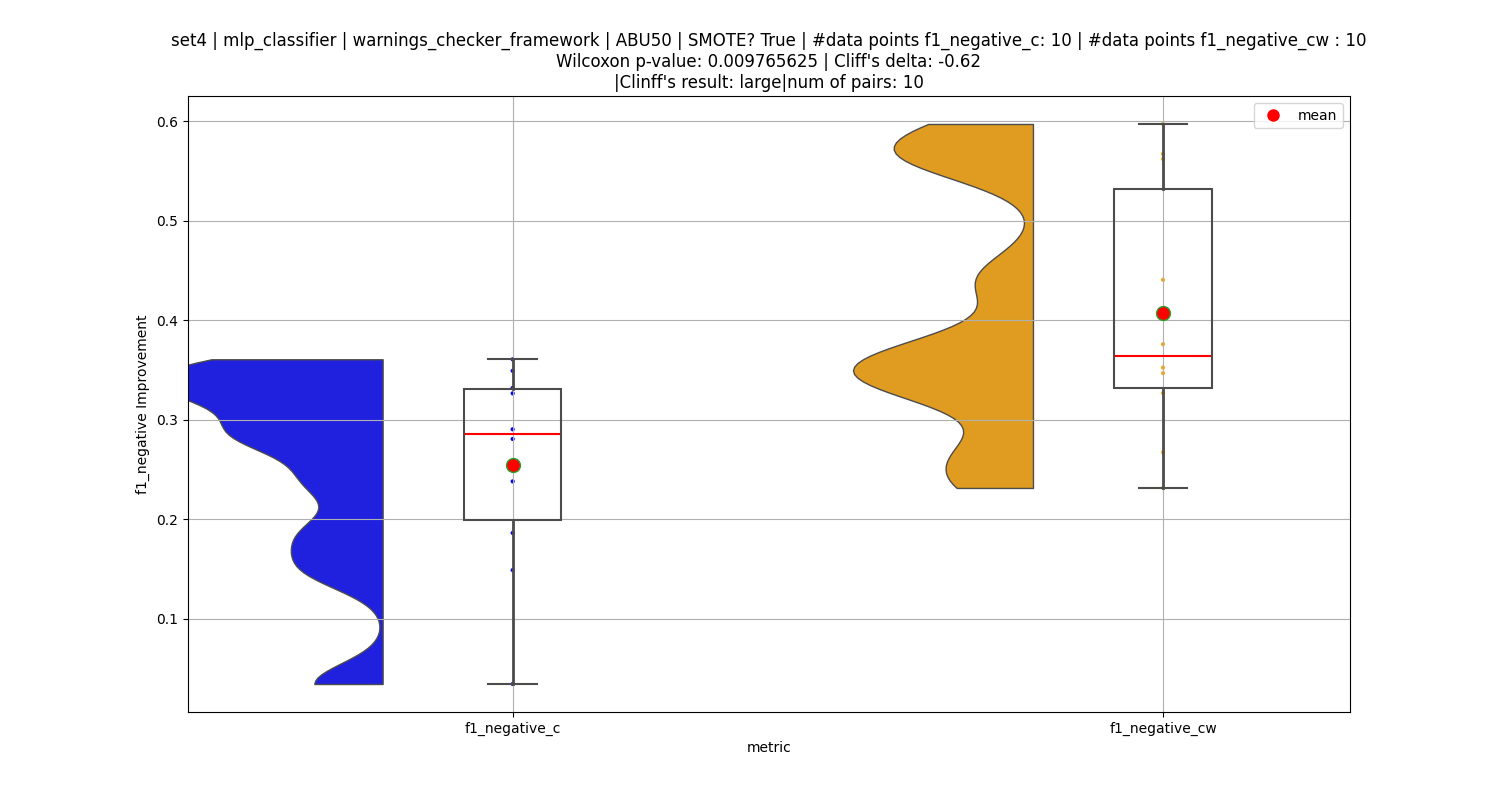 set4 | mlp_classifier | warnings_checker_framework | ABU50 | SMOTE? True | #data points f1_negative_c: 10 | #data points f1_negative_cw : 10
Wilcoxon p-value: 0.009765625 | Cliff's delta: -0.62
|Clinff's result: large|num of pairs: 10
mean
0.6
0.5
0.4
0.3
0.2
0.1
f1_negative Improvement
f1_negative_c
f1_negative_cw
metric